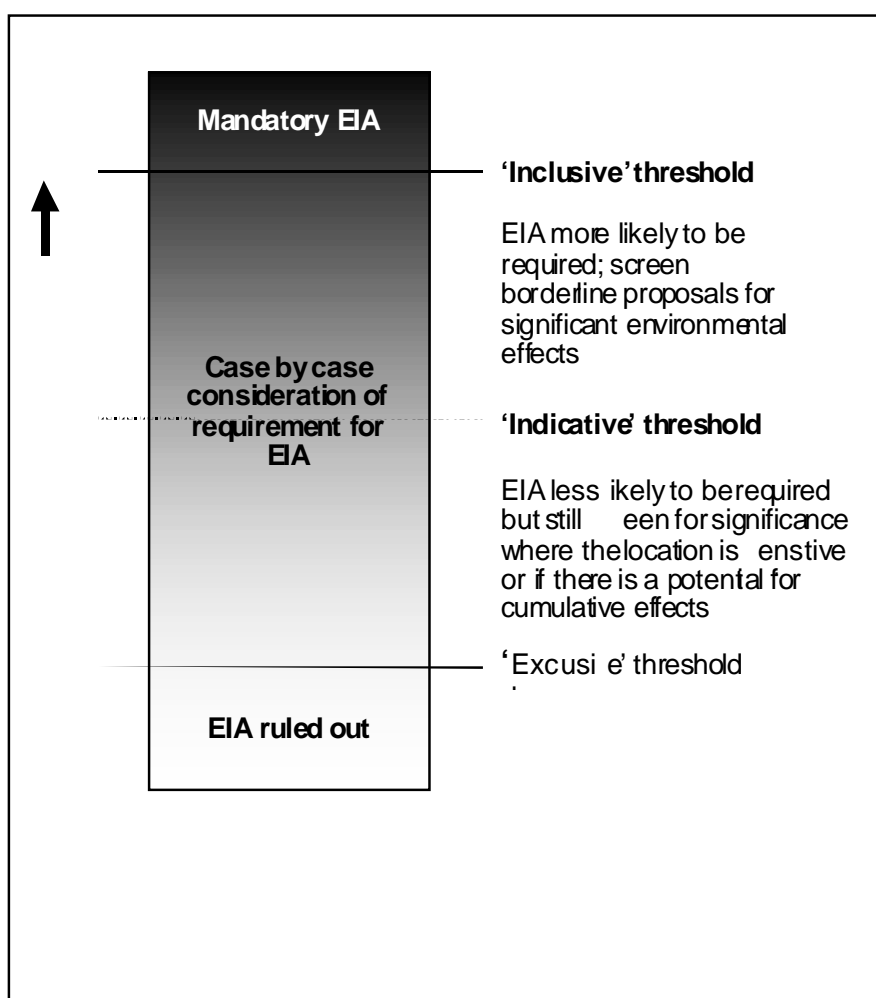 Mandatory EIA
‘Inclusive’ threshold
EIA more likely to be
required; screen
borderline proposals for
significant environmental
effects
Case by case
consideration of
requirement for
EIA
‘Indicative’ threshold
EIA less ikely to be required
but still een for significance
where the location is enstive
or if there is a potential for
cumulative effects
‘Excusi e’ threshold
EIA ruled out